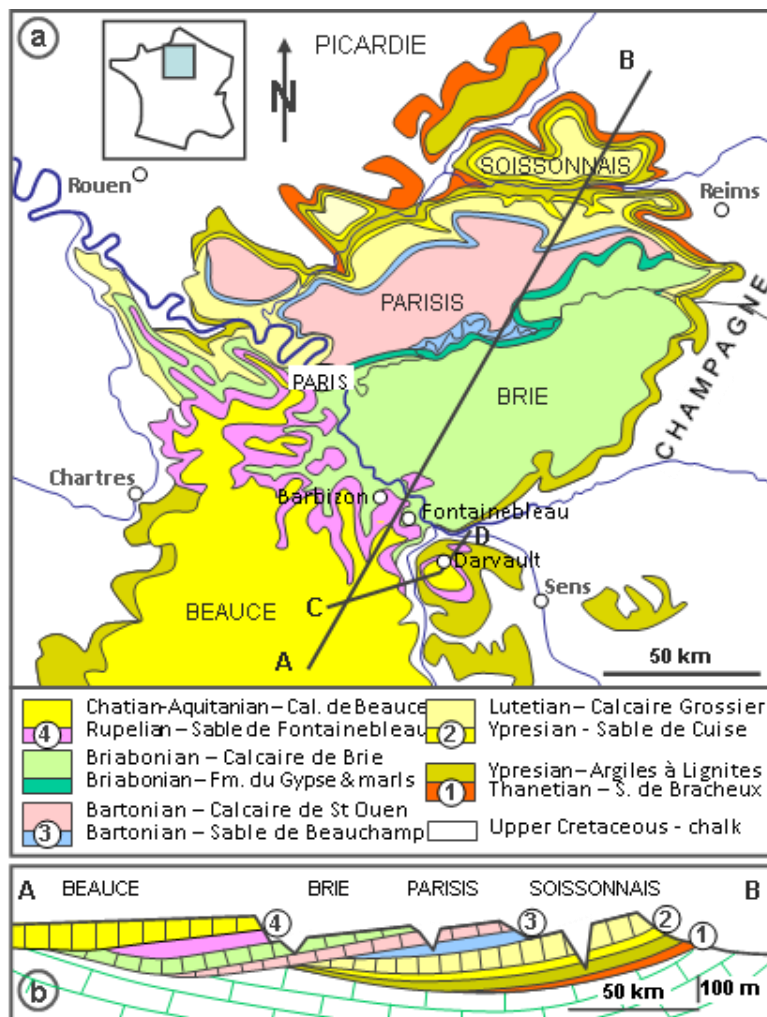 a
PICARDIE
B
N
SOISSONNAIS
Rouen
Reims
PARISIS
CHAMPAGNE
PARIS
BRIE
Chartres
Barbizon
Fontainebleau
D
Darvault
BEAUCE
C
Sens
A
50 km
Chatian-Aquitanian – Cal. de Beauce
4 Rupelian – Sable de Fontainebleau
Briabonian – Calcaire de Brie
Briabonian – Fm. du Gypse & marls
Bartonian – Calcaire de St Ouen
3 Bartonian – Sable de Beauchamp
Lutetian – Calcaire Grossier
2 Ypresian - Sable de Cuise
Ypresian – Argiles à Lignites
1 Thanetian – S. de Bracheux
Upper Cretaceous - chalk
A BEAUCE BRIE PARISIS SOISSONNAIS B
4 3 2 1
b
50 km 100 m